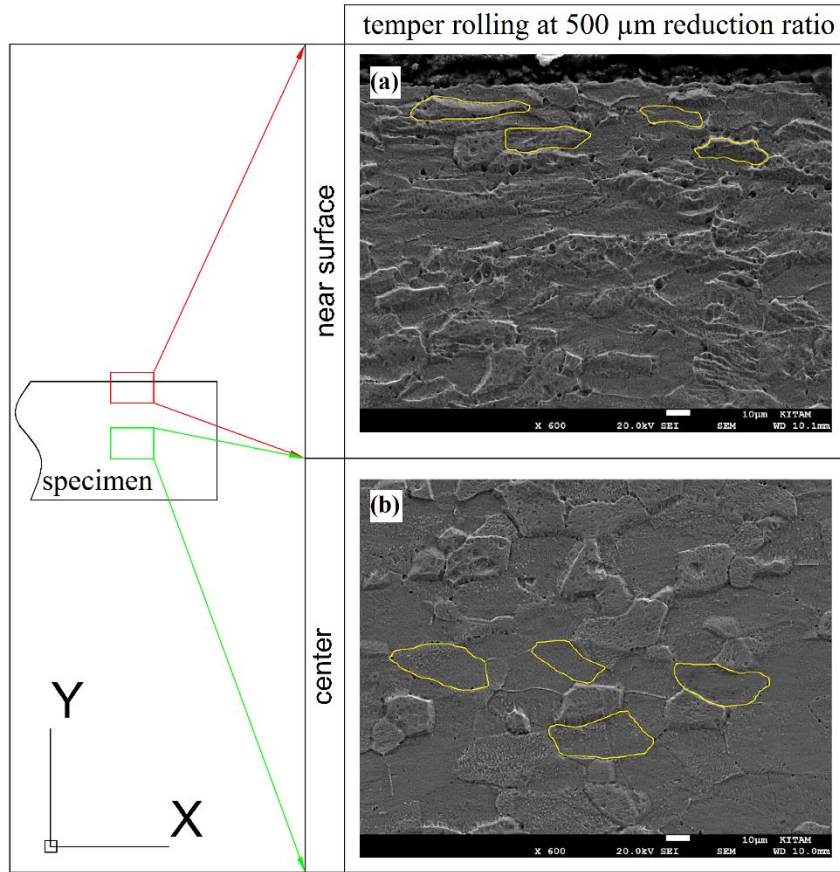 temper rolling at 500 µm reduction ratio
(a)
near surface
10µm KITAM
X 600 20.0kV SEI SEM WD 10.1mm
specimen
(b)
center
Y
X
10µm KITAM
X 600 20.0kV SEI SEM WD 10.0mm